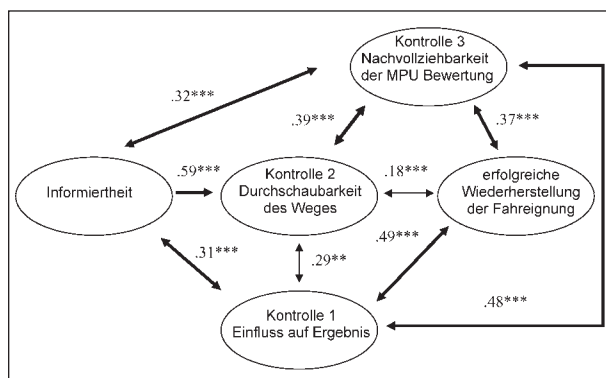 Kontrolle 3
Nachvollziehbarkeit
der MPU Bewertung
.32***
.39***
.37***
Informiertheit
.59***
Kontrolle 2
Durchschaubarkeit
des Weges
.18***
erfolgreiche
Wiederherstellung
der Fahreignung
.31***
.29**
.49***
.48***
Kontrolle 1
Einfluss auf Ergebnis